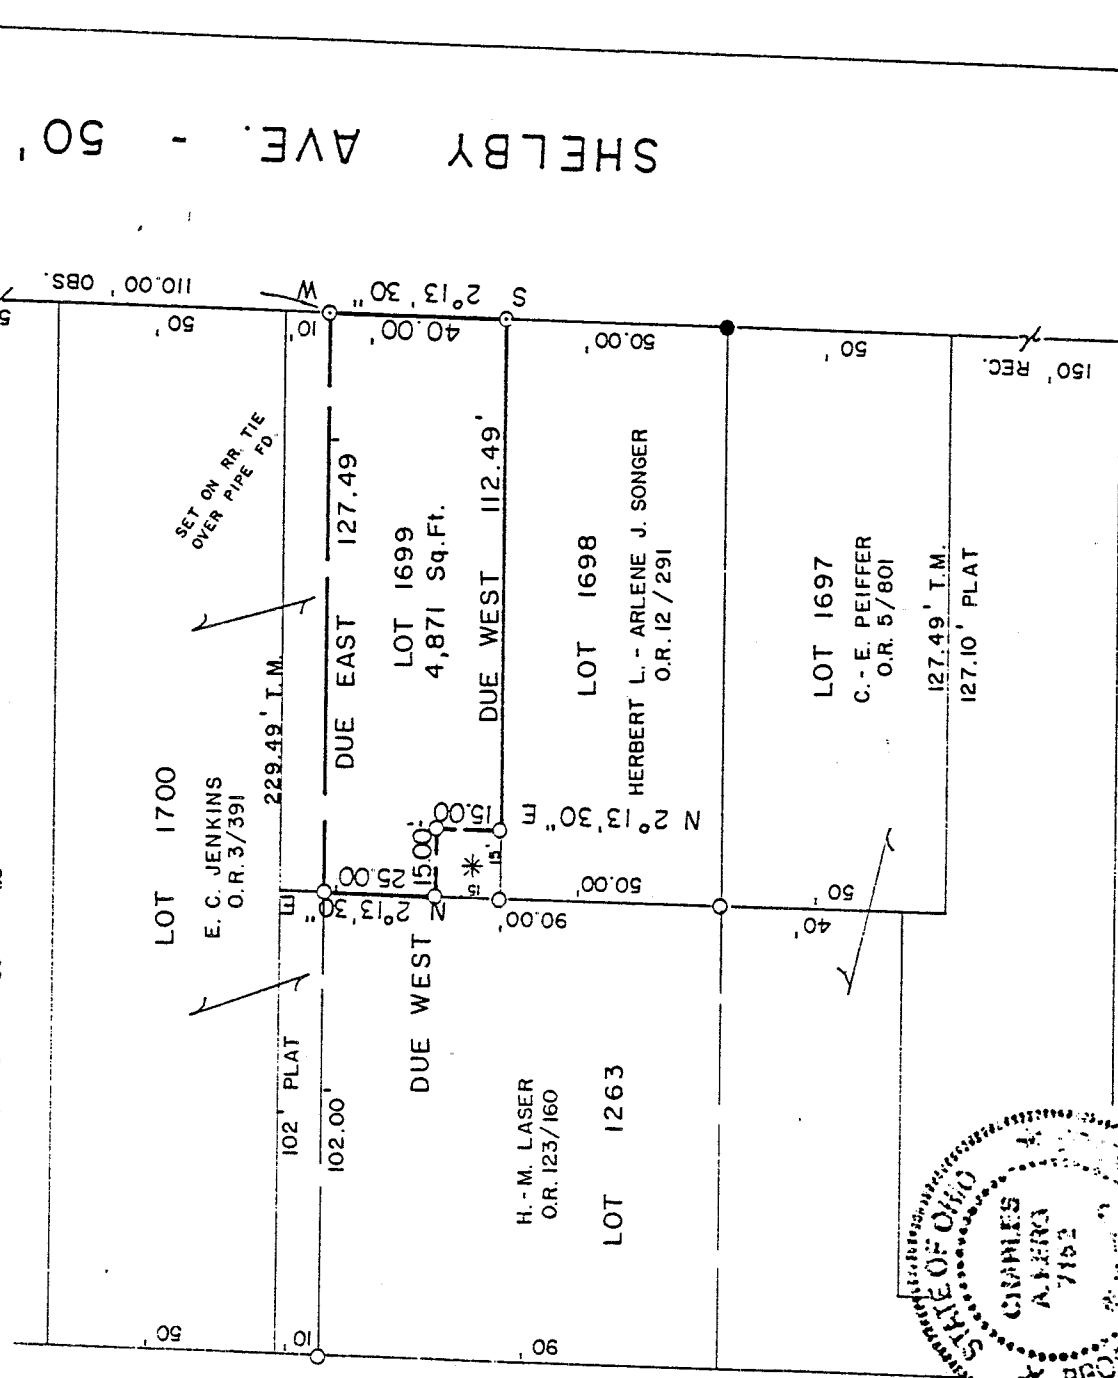 SHELBY AVE. - 50'
110.00' OBS.
S 2°13'30" W
50'
10'
40.00'
50.00'
50'
150' REC.
SET ON RR. TIE
OVER PIPE FD.
DUE EAST 127.49'
LOT 1699
4,871 Sq.Ft.
DUE WEST 112.49'
LOT 1698
HERBERT L. - ARLENE J. SONGER
O.R. 12/291
LOT 1697
C. - E. PEIFFER
O.R. 5/801
127.49' T.M.
127.10' PLAT
LOT 1700
E. C. JENKINS
O.R. 3/391
229.49' T.M.
N 2°13'30" E
15.00'
15.00'
25.00'
15'
15
*
50.00'
50'
N 2°13'30" E
90.00'
40'
DUE WEST
102' PLAT
102.00'
H. - M. LASER
O.R. 123/160
LOT 1263
50'
10'
90'
STATE OF OHIO
CHARLES
7152